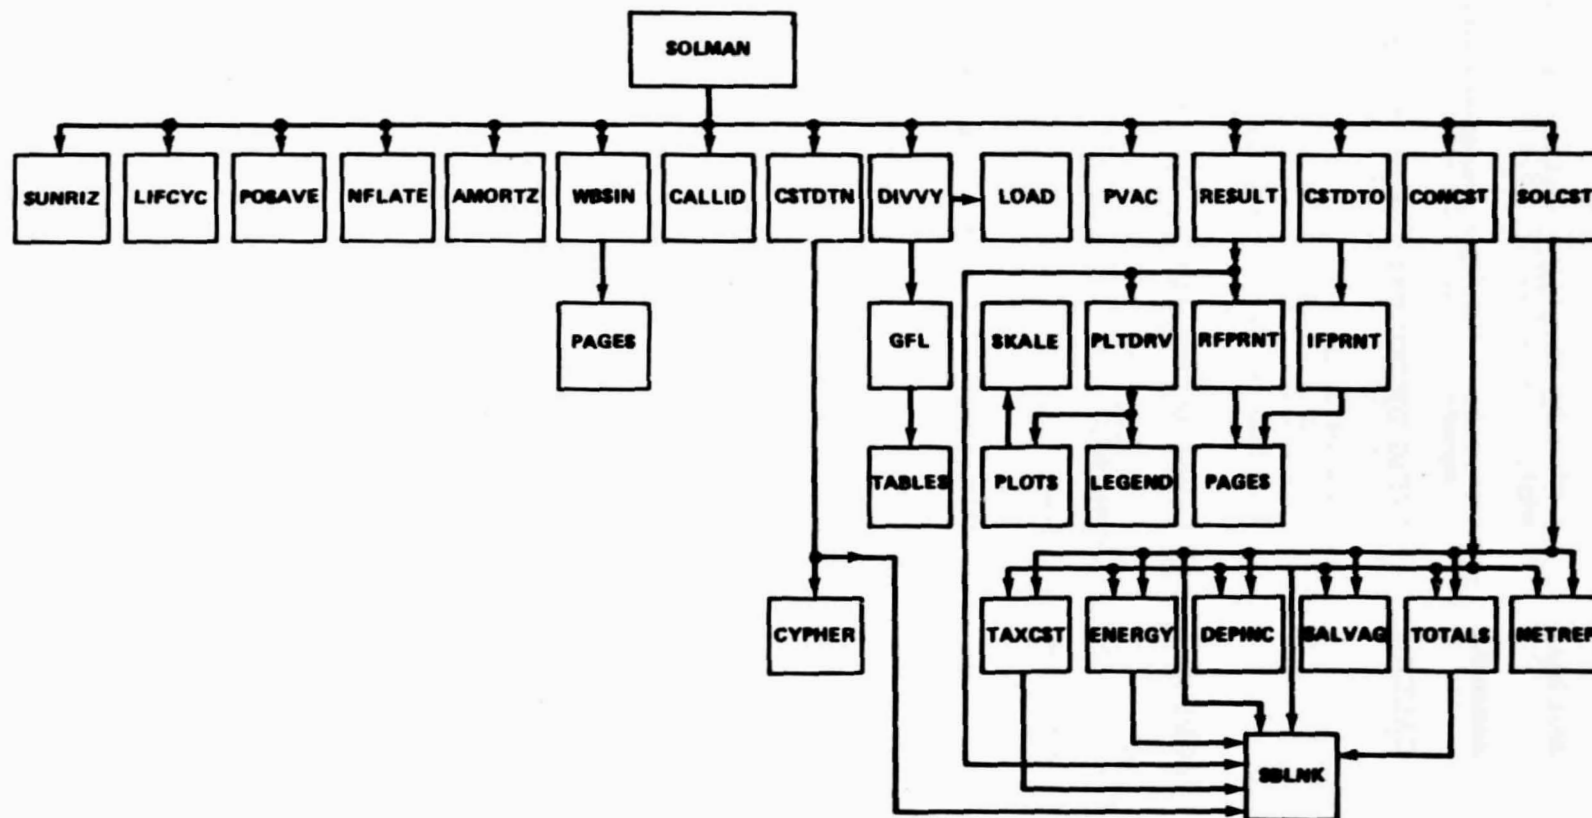 SOLMAN
SUNRIZ LIFCYC POSAVE NFLATE AMORTZ WBSIN CALLID CSTDTN DIVVY LOAD PVAC RESULT CSTDTO CONCST SOLCST
PAGES GFL SKALE PLTDRV RFPRNT IFPRNT
TABLES PLOTS LEGEND PAGES
CYPHER TAXCST ENERGY DEPINC SALVAG TOTALS NETREP
SBLNK